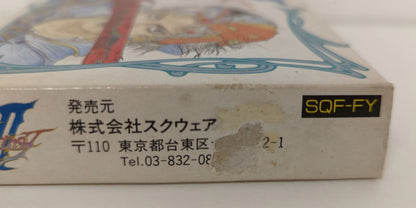 発売元
SQF-FY
株式会社スクウェア
〒110 東京都台東区 2-1
Tel.03-832-08